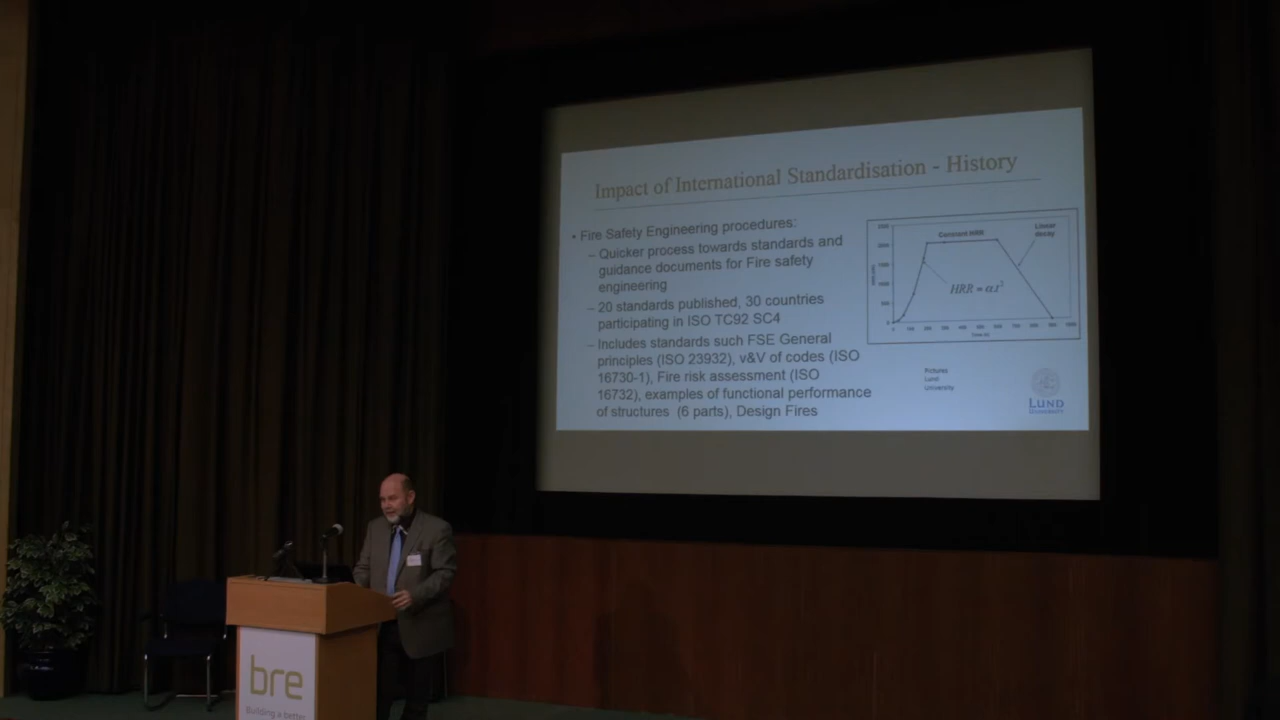 Impact of International Standardisation - History
• Fire Safety Engineering procedures:
– Quicker process towards standards and
guidance documents for Fire safety
engineering
– 20 standards published, 30 countries
participating in ISO TC92 SC4
– Includes standards such FSE General
principles (ISO 23932), v&V of codes (ISO
16730-1), Fire risk assessment (ISO
16732), examples of functional performance
of structures (6 parts), Design Fires
Constant HRR
Linear
decay
HRR = αt²
Time (s)
Pictures
Lund
University
LUND
UNIVERSITY
bre
Building a better